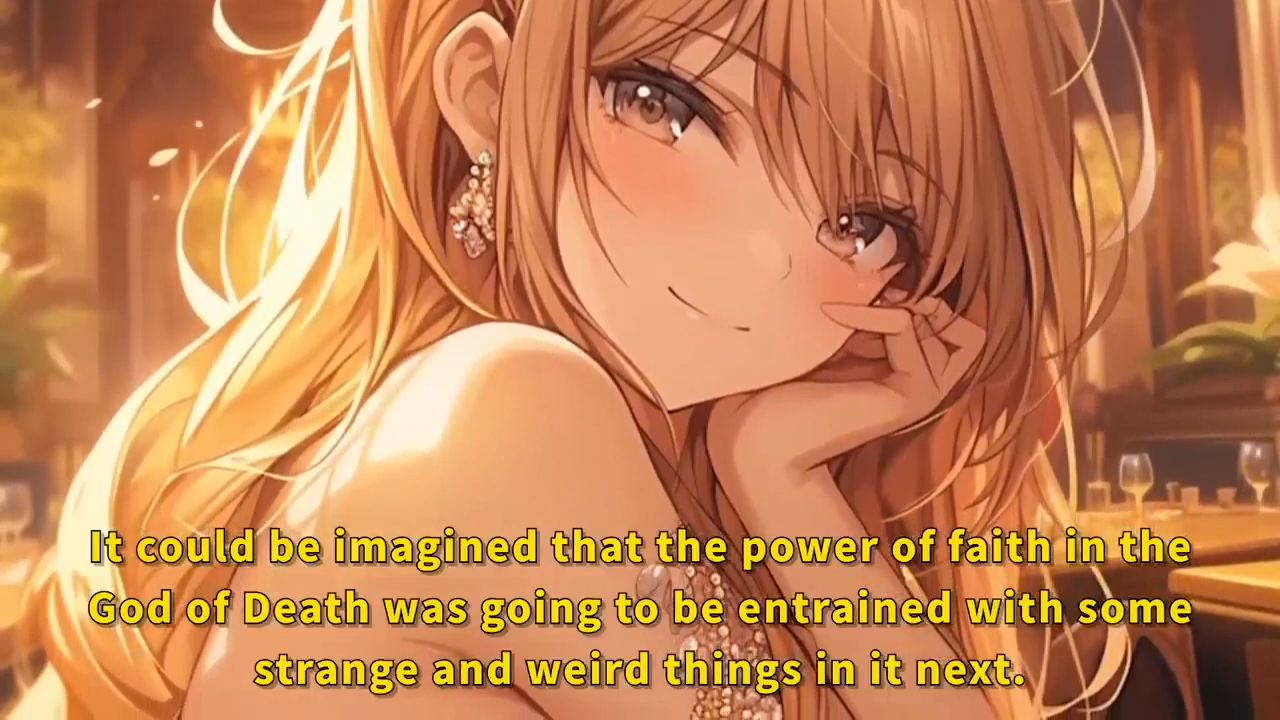 It could be imagined that the power of faith in the
God of Death was going to be entrained with some
strange and weird things in it next.